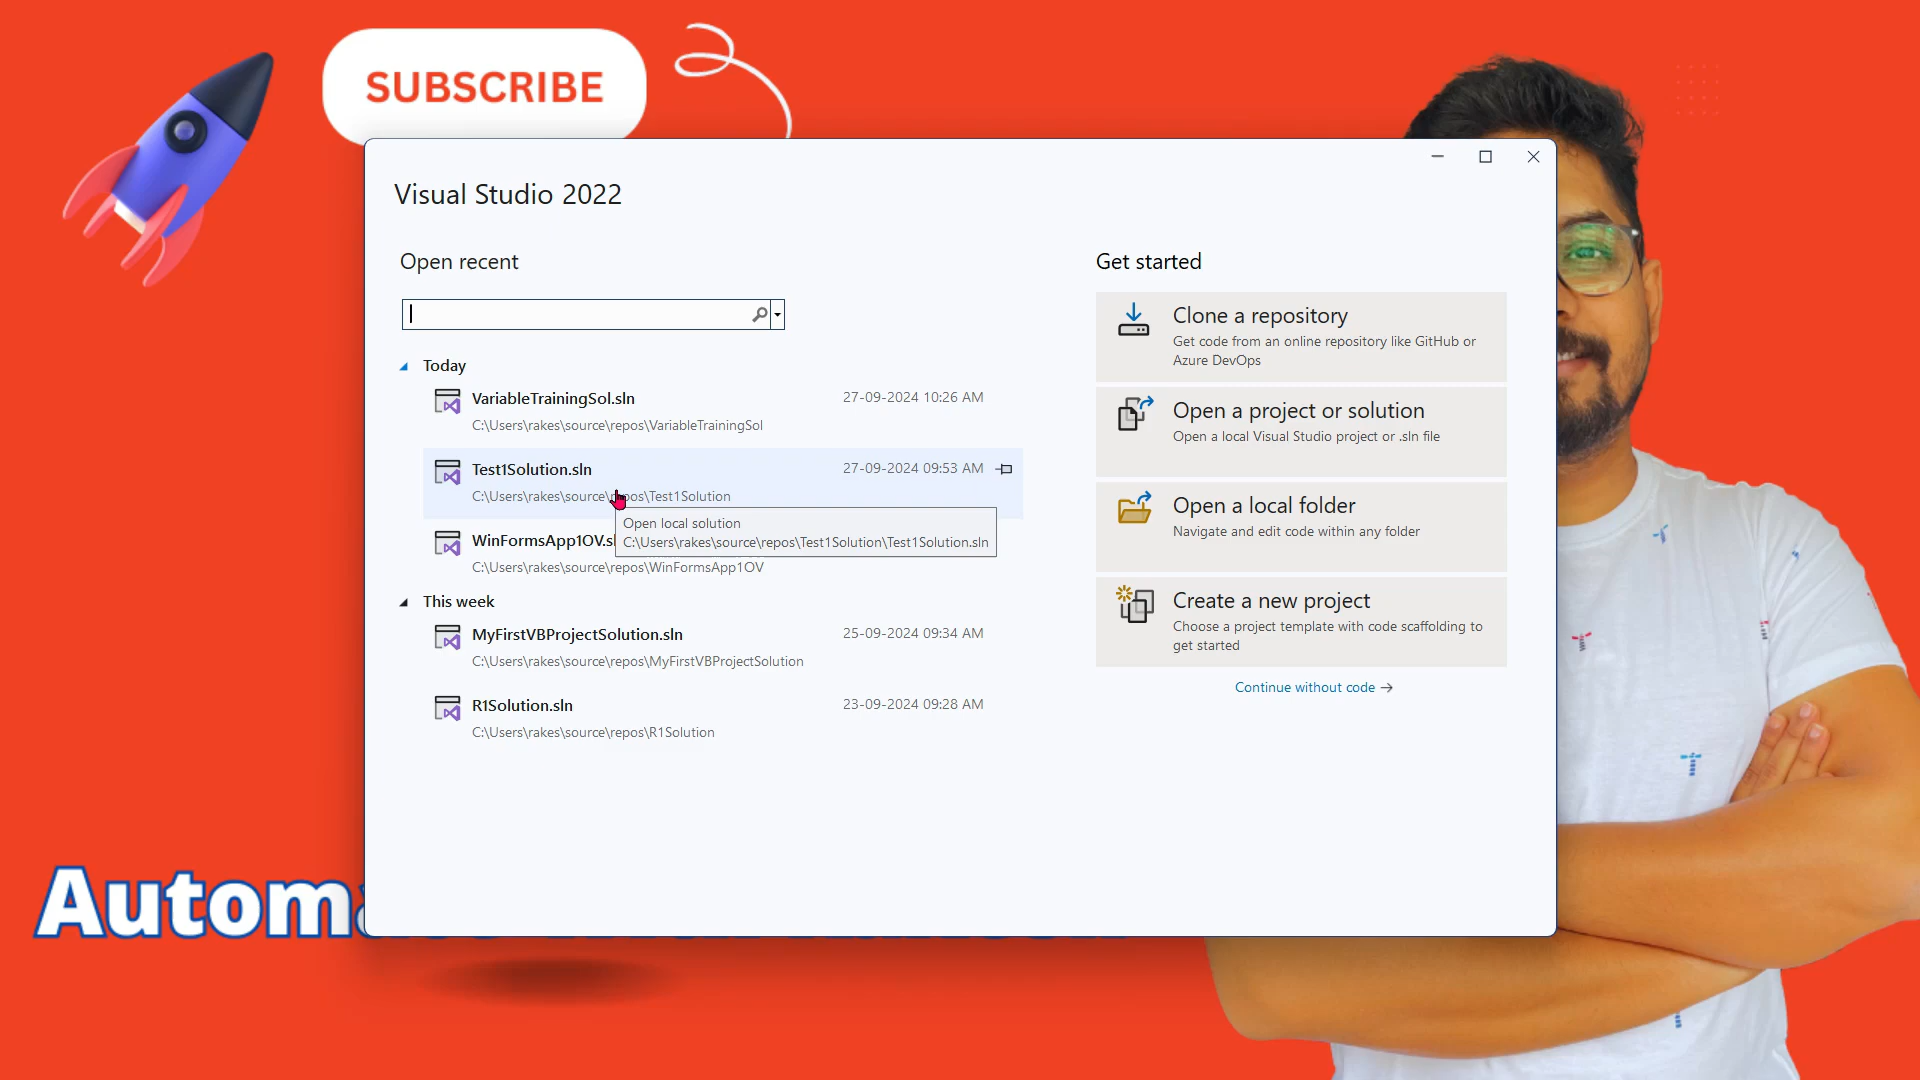 SUBSCRIBE
Visual Studio 2022
Open recent
Today
VariableTrainingSol.sln
27-09-2024 10:26 AM
C:\Users\rakes\source\repos\VariableTrainingSol
Test1Solution.sln
27-09-2024 09:53 AM
C:\Users\rakes\source\repos\Test1Solution
Open local solution
C:\Users\rakes\source\repos\Test1Solution\Test1Solution.sln
WinFormsApp1OV.sl
C:\Users\rakes\source\repos\WinFormsApp1OV
This week
MyFirstVBProjectSolution.sln
25-09-2024 09:34 AM
C:\Users\rakes\source\repos\MyFirstVBProjectSolution
R1Solution.sln
23-09-2024 09:28 AM
C:\Users\rakes\source\repos\R1Solution
Get started
Clone a repository
Get code from an online repository like GitHub or
Azure DevOps
Open a project or solution
Open a local Visual Studio project or .sln file
Open a local folder
Navigate and edit code within any folder
Create a new project
Choose a project template with code scaffolding to
get started
Continue without code →
Autom